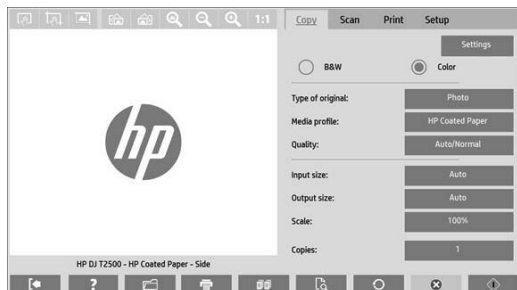 1:1
Copy Scan Print Setup
Settings
B&W Color
Type of original: Photo
Media profile: HP Coated Paper
Quality: Auto/Normal
Input size: Auto
Output size: Auto
Scale: 100%
Copies: 1
hp
HP DJ T2500 - HP Coated Paper - Side
?